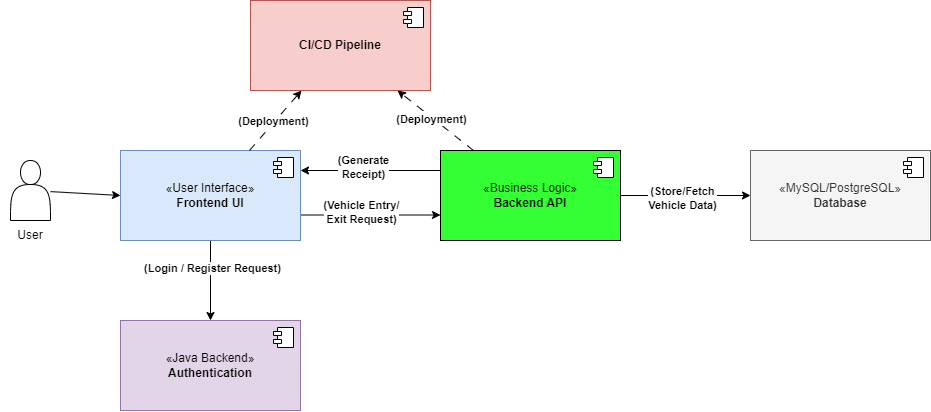 CI/CD Pipeline
(Deployment)
(Deployment)
User
«User Interface»
Frontend UI
(Generate
Receipt)
(Vehicle Entry/
Exit Request)
«Business Logic»
Backend API
(Store/Fetch
Vehicle Data)
«MySQL/PostgreSQL»
Database
(Login / Register Request)
«Java Backend»
Authentication